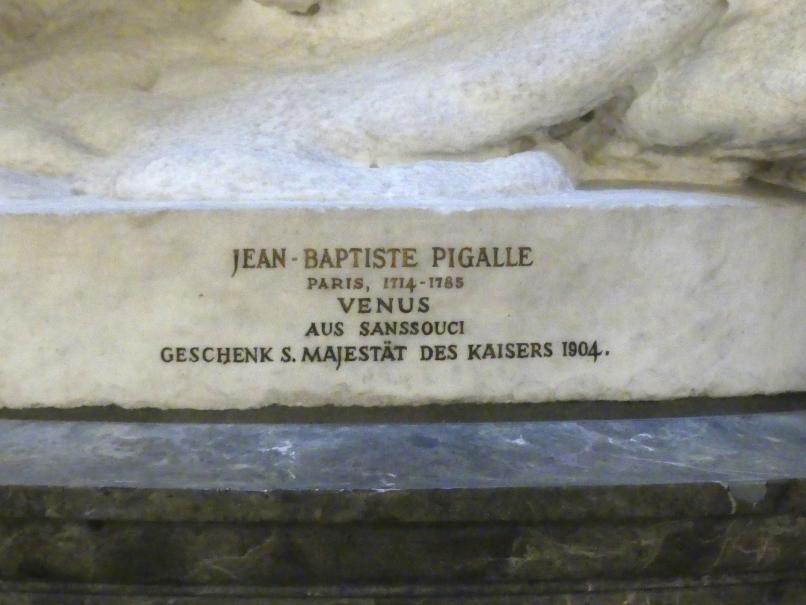 JEAN-BAPTISTE PIGALLE
PARIS, 1714-1785
VENUS
AUS SANSSOUCI
GESCHENK S. MAJESTÄT DES KAISERS 1904.